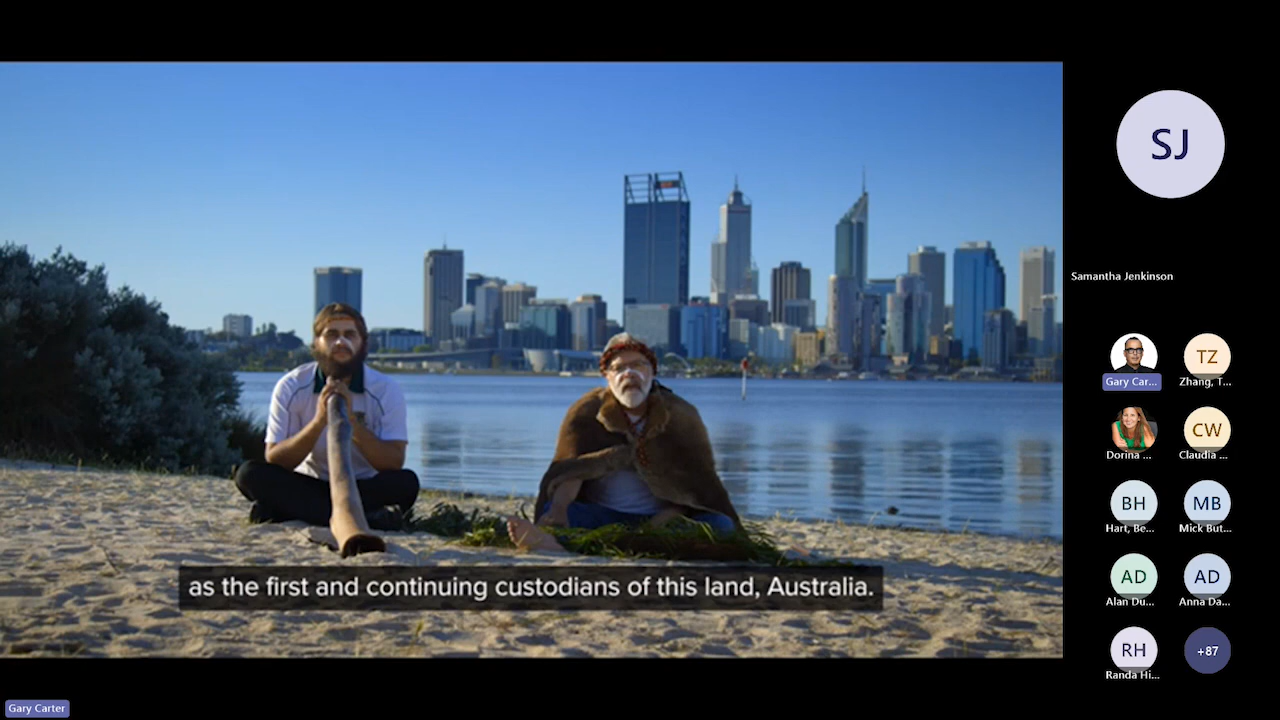 SJ
Samantha Jenkinson
Gary Car...
TZ
Zhang, T...
Dorina ...
CW
Claudia ...
BH
Hart, Be...
MB
Mick But...
AD
Alan Du...
AD
Anna Da...
RH
Randa Hi...
+87
as the first and continuing custodians of this land, Australia.
Gary Carter